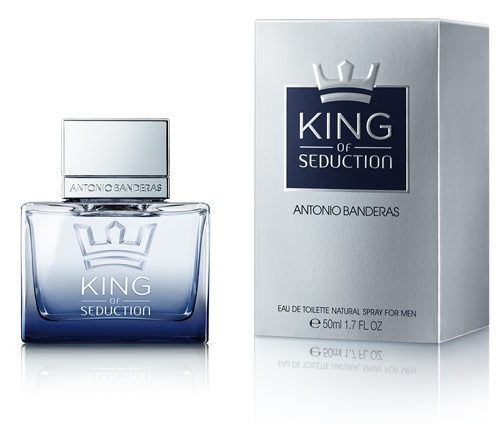 ANTONIO BANDERAS
KING
OF
SEDUCTION
KING
OF
SEDUCTION
ANTONIO BANDERAS
EAU DE TOILETTE NATURAL SPRAY FOR MEN
℮ 50ml 1.7 FL OZ